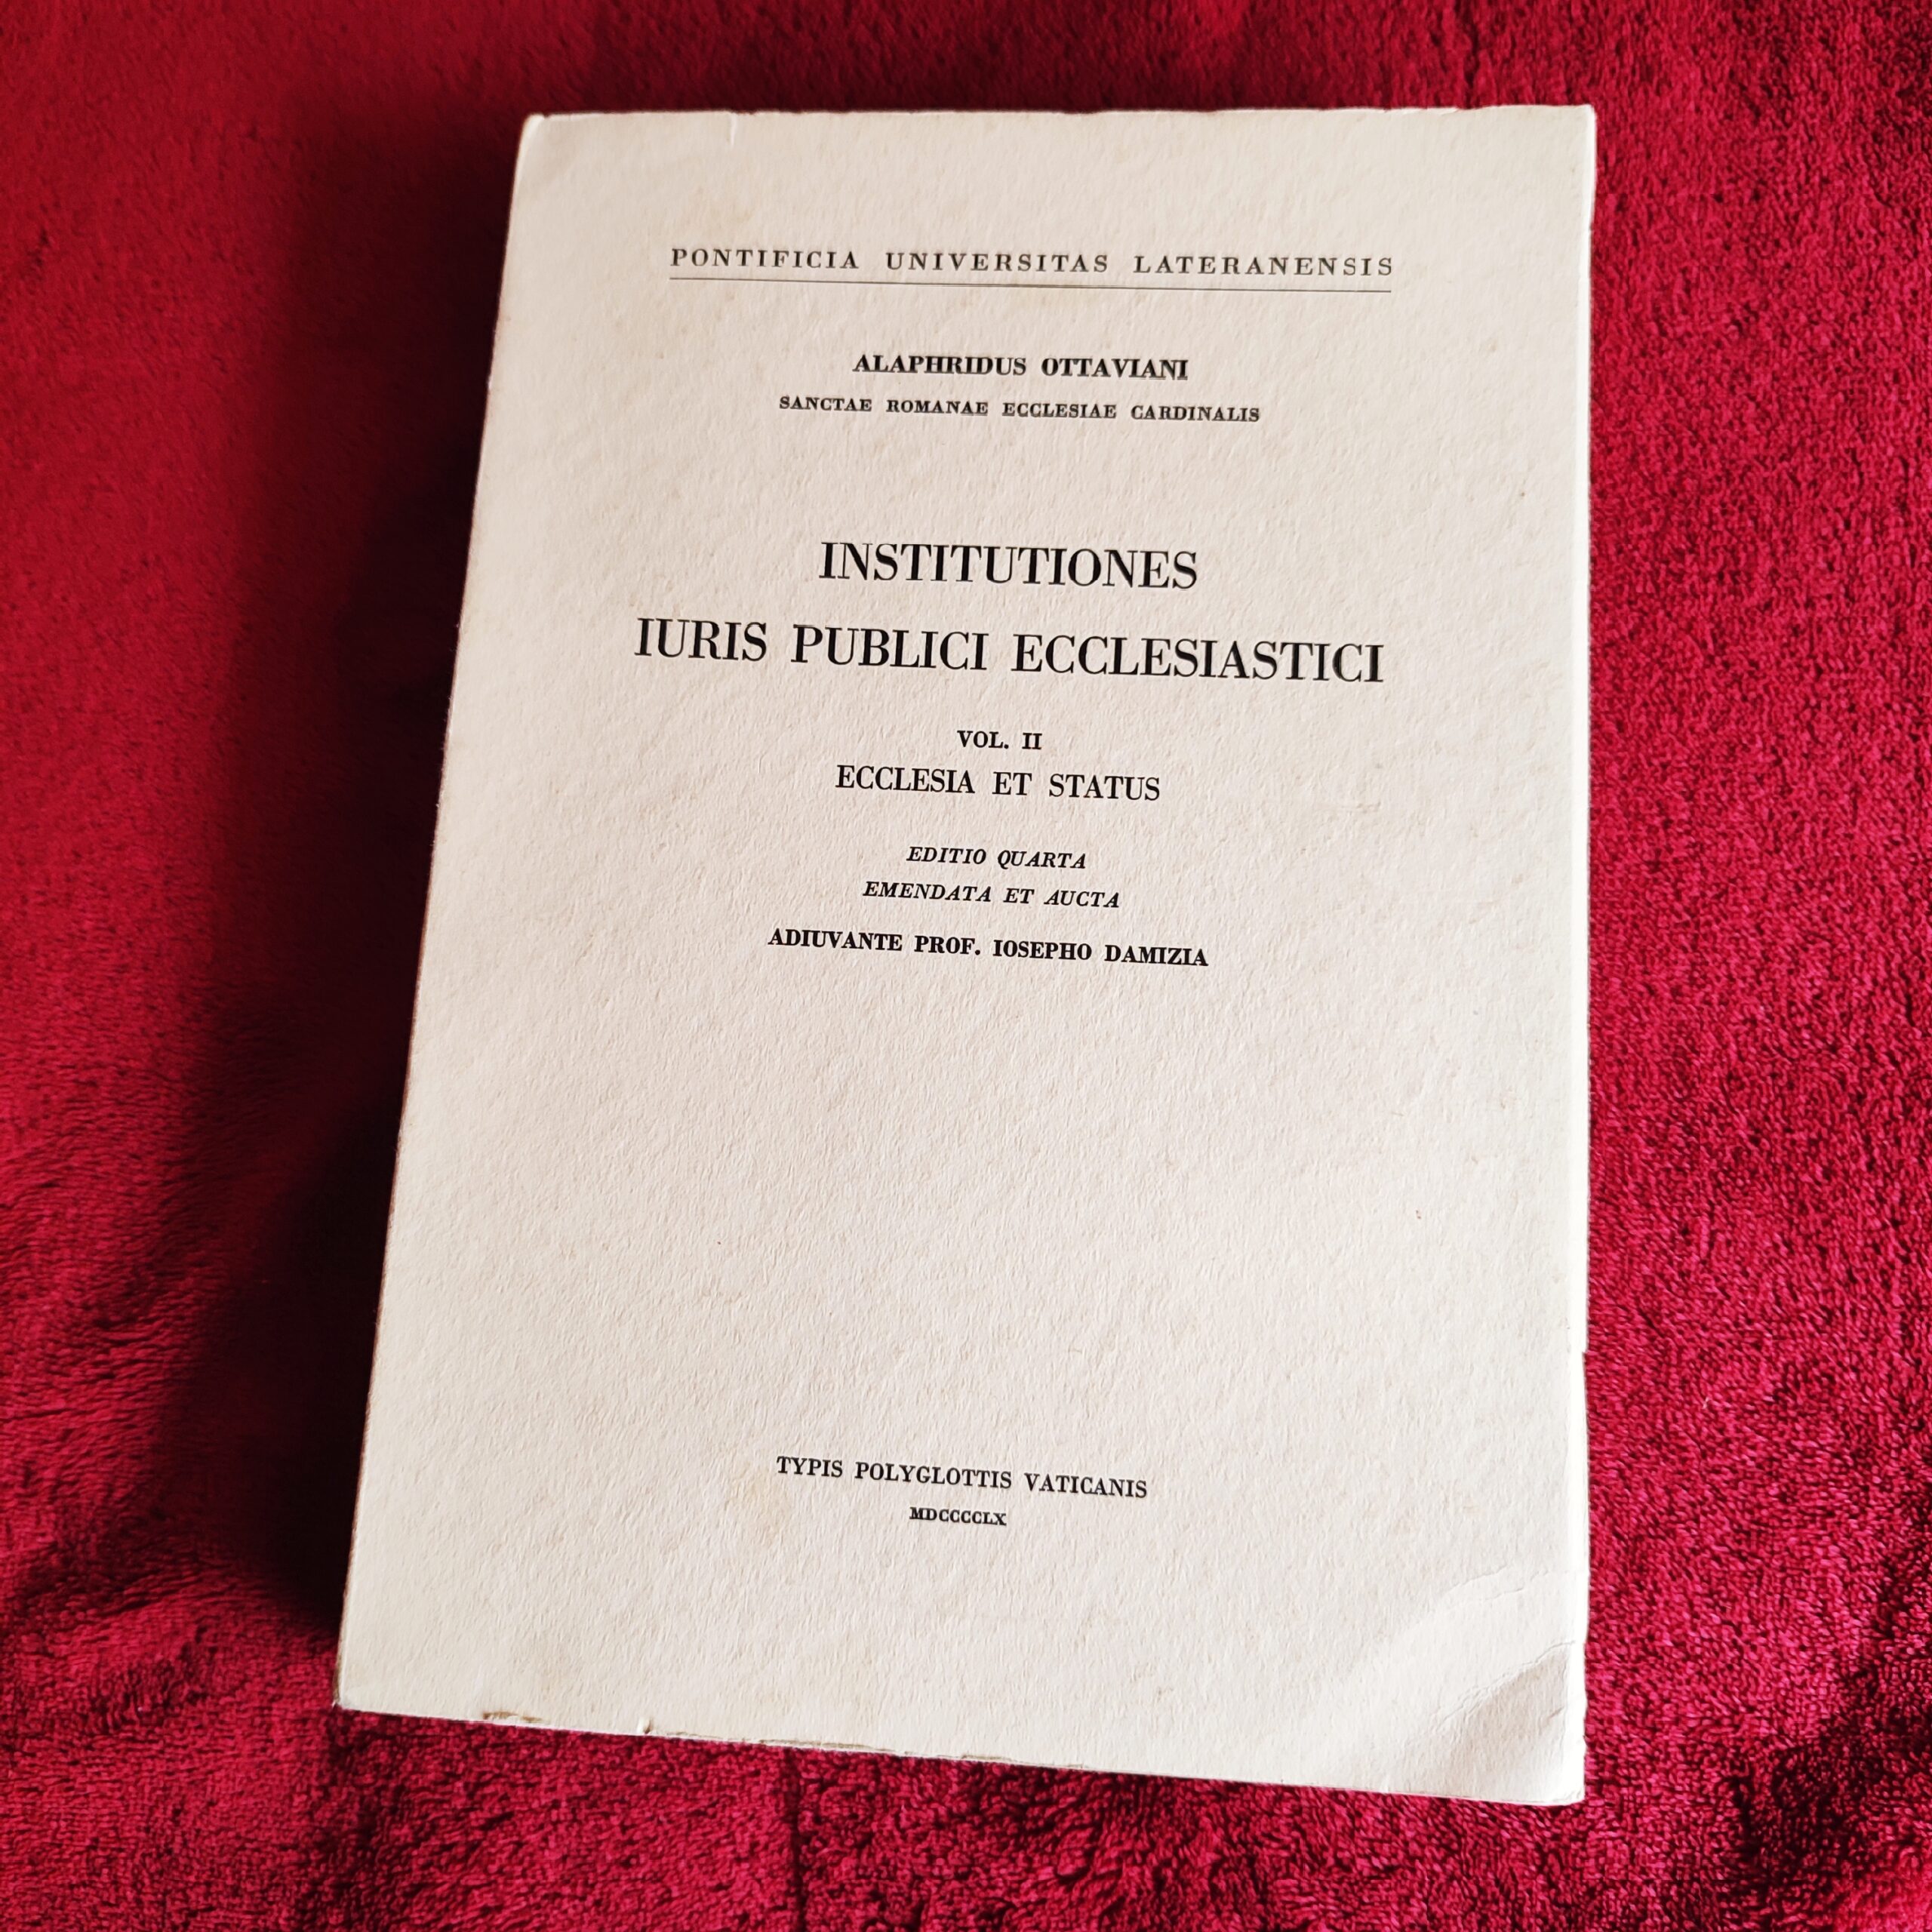 PONTIFICIA UNIVERSITAS LATERANENSIS
ALAPHRIDUS OTTAVIANI
SANCTAE ROMANAE ECCLESIAE CARDINALIS
INSTITUTIONES
IURIS PUBLICI ECCLESIASTICI
VOL. II
ECCLESIA ET STATUS
EDITIO QUARTA
EMENDATA ET AUCTA
ADIUVANTE PROF. IOSEPHO DAMIZIA
TYPIS POLYGLOTTIS VATICANIS
MDCCCCLX